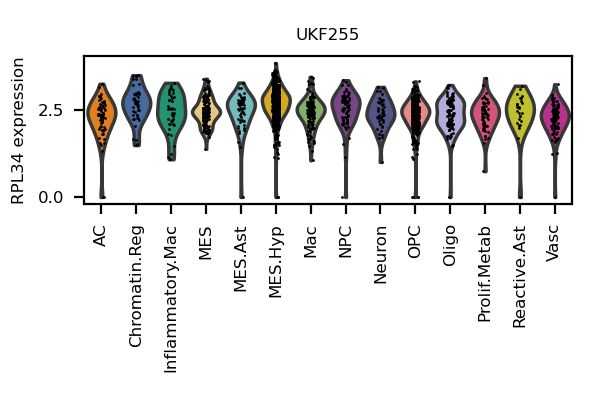 UKF255
RPL34 expression
2.5
0.0
AC
Chromatin.Reg
Inflammatory.Mac
MES
MES.Ast
MES.Hyp
Mac
NPC
Neuron
OPC
Oligo
Prolif.Metab
Reactive.Ast
Vasc